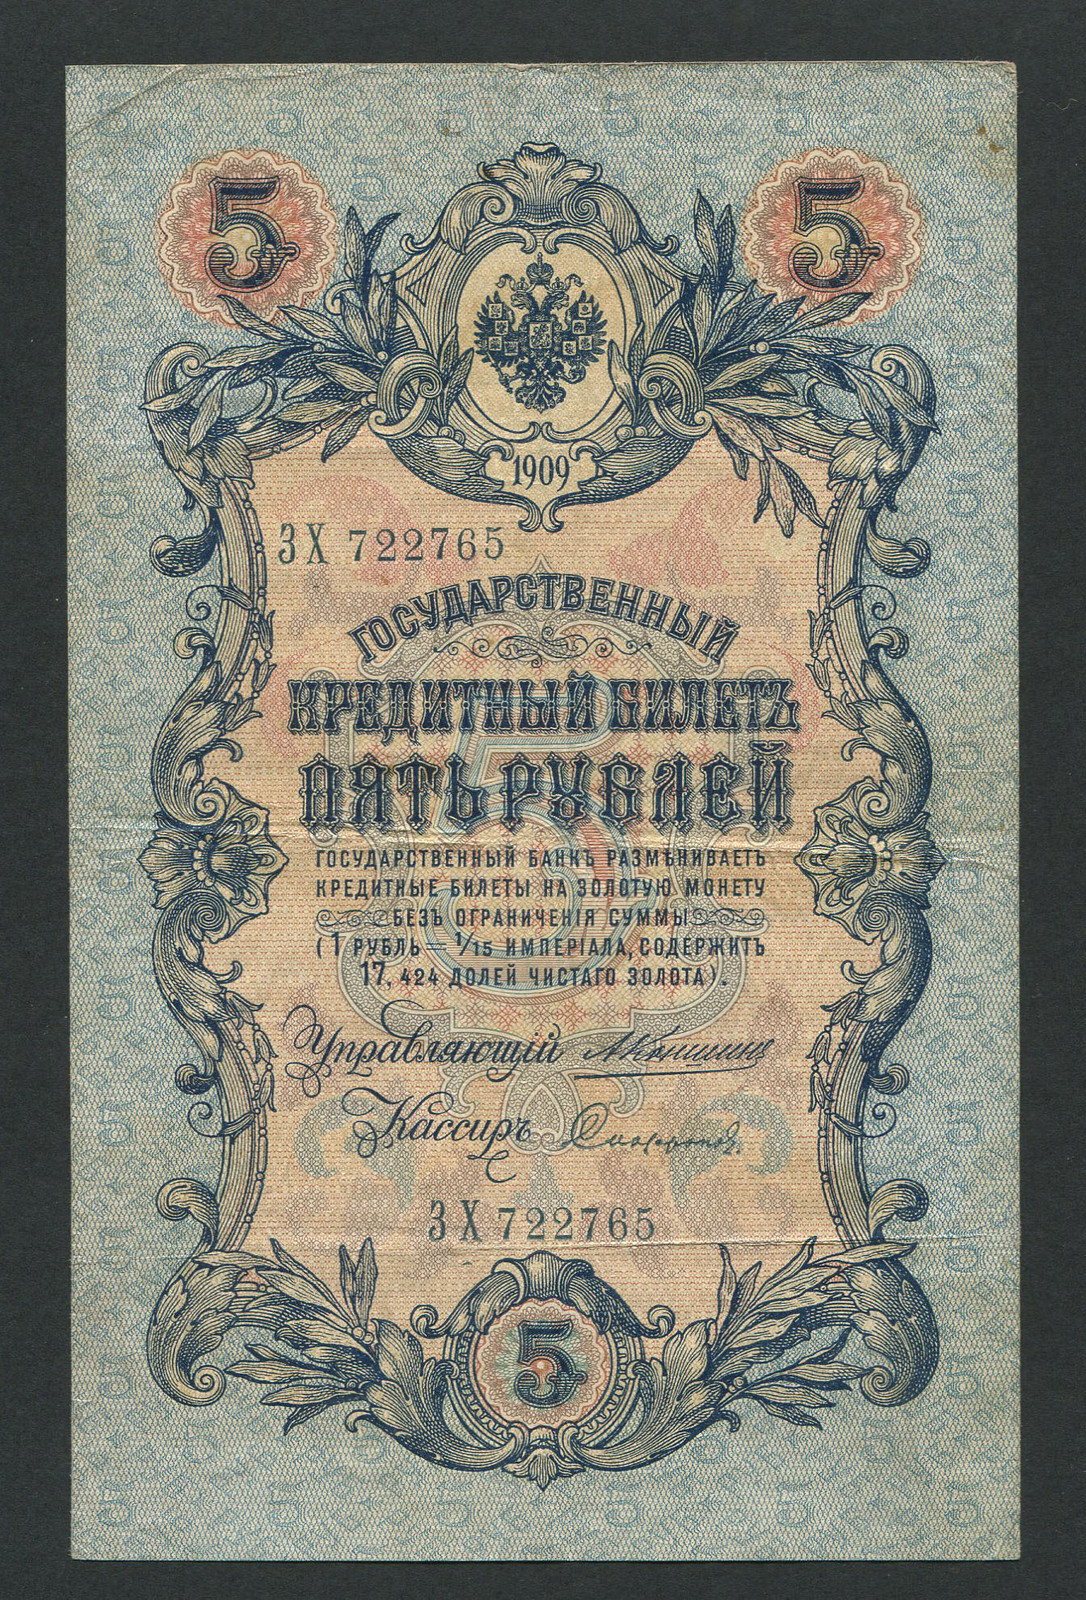 5 5
1909
ЗХ 722765
ГОСУДАРСТВЕННЫЙ
КРЕДИТНЫЙ БИЛЕТЪ
ПЯТЬ РУБЛЕЙ
ГОСУДАРСТВЕННЫЙ БАНКЪ РАЗМѢНИВАЕТЪ
КРЕДИТНЫЕ БИЛЕТЫ НА ЗОЛОТУЮ МОНЕТУ
БЕЗЪ ОГРАНИЧЕНІЯ СУММЫ
(1 РУБЛЬ = 1/15 ИМПЕРІАЛА, СОДЕРЖИТЪ
17, 424 ДОЛЕЙ ЧИСТАГО ЗОЛОТА).
Управляющій АКоншинъ
Кассиръ
ЗХ 722765
5